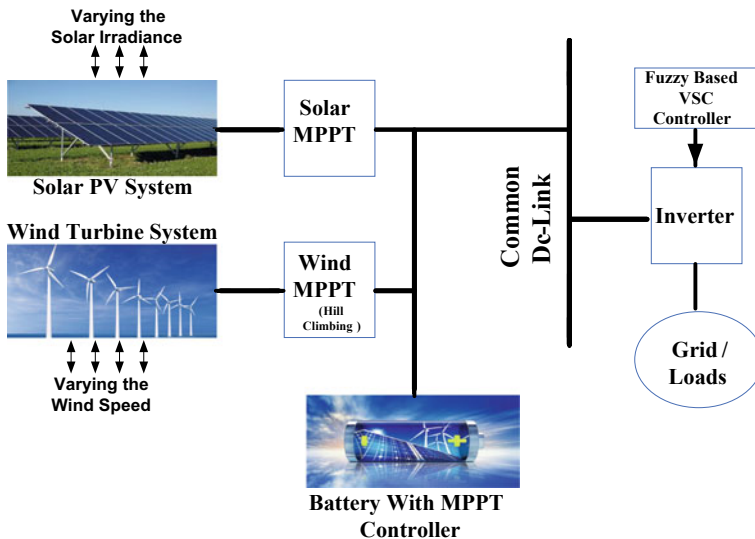 Varying the
Solar Irradiance
Solar PV System
Solar
MPPT
Wind Turbine System
Wind
MPPT
(Hill
Climbing )
Varying the
Wind Speed
Battery With MPPT
Controller
Common
Dc-Link
Fuzzy Based
VSC
Controller
Inverter
Grid /
Loads